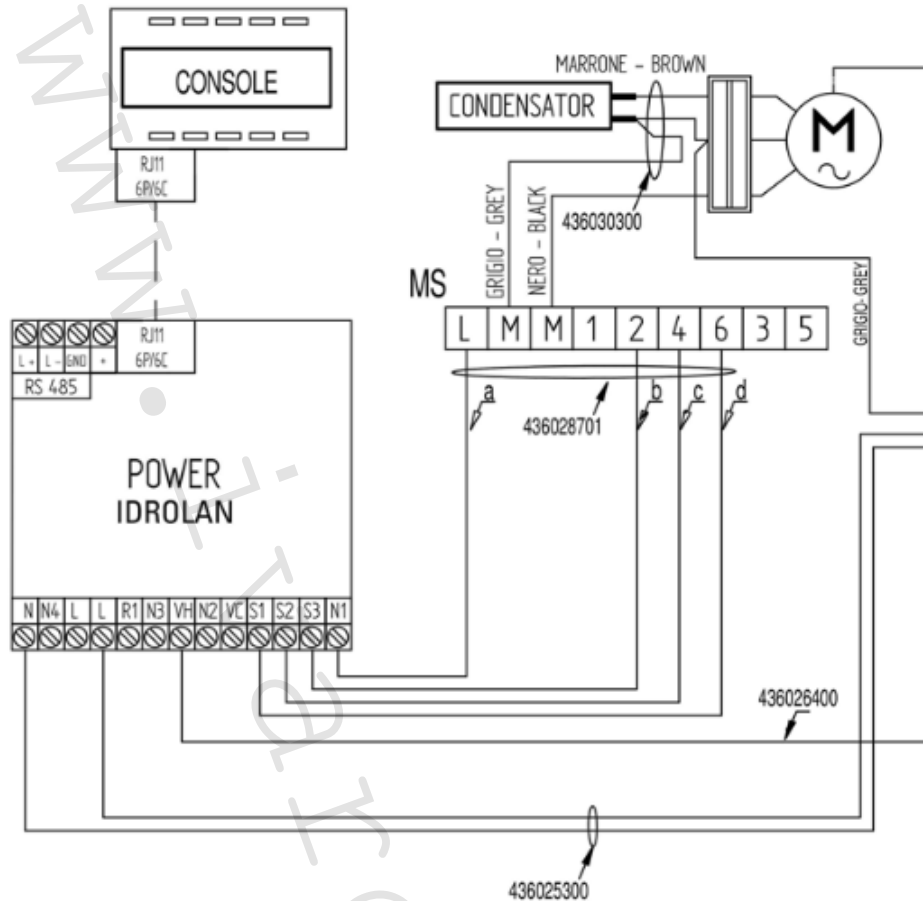 CONSOLE
RJ11
6P/6C
MARRONE - BROWN
CONDENSATOR
M
436030300
GRIGIO - GREY
NERO - BLACK
GRIGIO-GREY
MS
L M M 1 2 4 6 3 5
a b c d
436028701
L+ L- GND +
RJ11
6P/6C
RS 485
POWER
IDROLAN
N N4 L L R1 N3 VH N2 VC S1 S2 S3 N1
436026400
436025300
www.ivarc